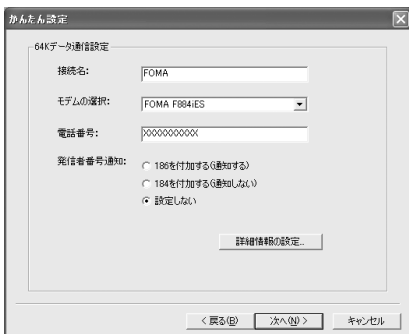 かんたん設定
64Kデータ通信設定
接続名: FOMA
モデムの選択: FOMA F884iES
電話番号: XXXXXXXXXX
発信者番号通知: 186を付加する(通知する)
184を付加する(通知しない)
設定しない
詳細情報の設定...
< 戻る(B) 次へ(N) > キャンセル